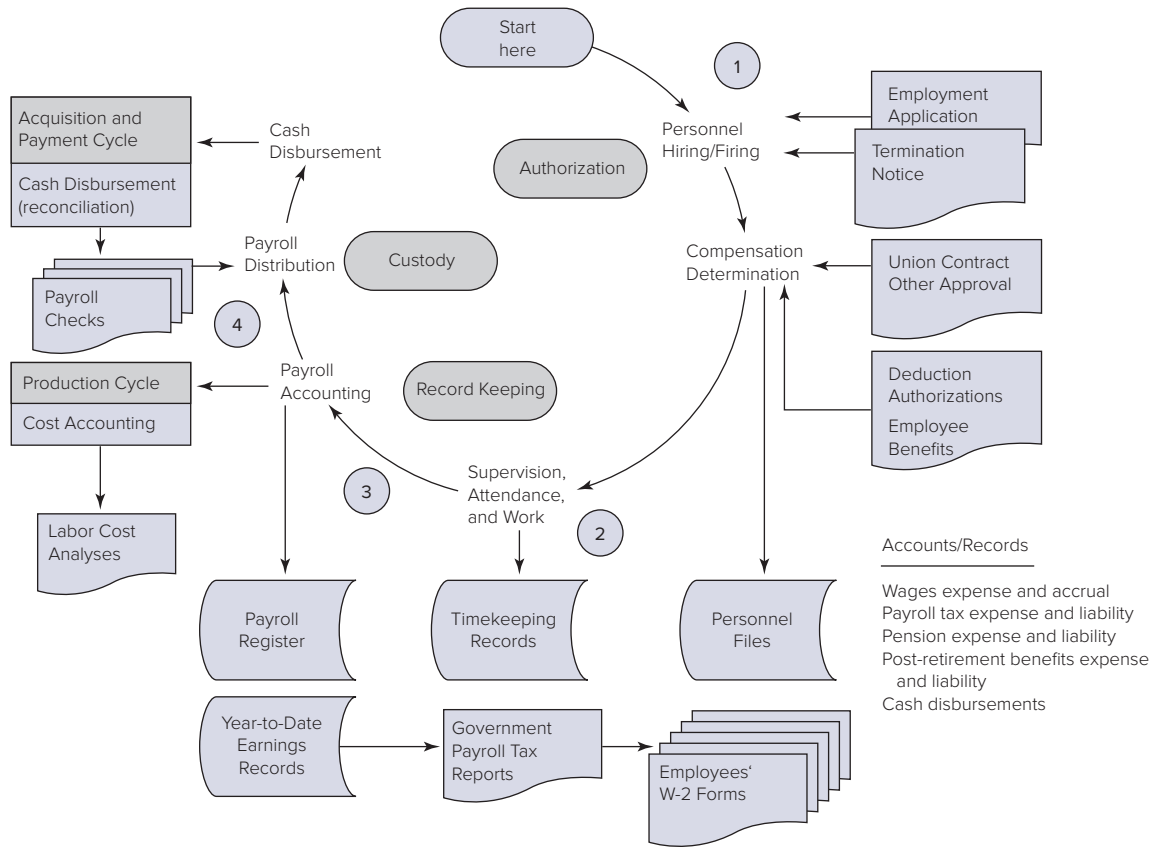 Start
here
1
Employment
Application
Termination
Notice
Personnel
Hiring/Firing
Authorization
Acquisition and
Payment Cycle
Cash Disbursement
(reconciliation)
Cash
Disbursement
Payroll
Distribution
Custody
Payroll
Checks
4
Compensation
Determination
Union Contract
Other Approval
Deduction
Authorizations
Employee
Benefits
Production Cycle
Cost Accounting
Payroll
Accounting
Record Keeping
3
Supervision,
Attendance,
and Work
2
Labor Cost
Analyses
Payroll
Register
Timekeeping
Records
Personnel
Files
Accounts/Records
Wages expense and accrual
Payroll tax expense and liability
Pension expense and liability
Post-retirement benefits expense
and liability
Cash disbursements
Year-to-Date
Earnings
Records
Government
Payroll Tax
Reports
Employees‘
W-2 Forms